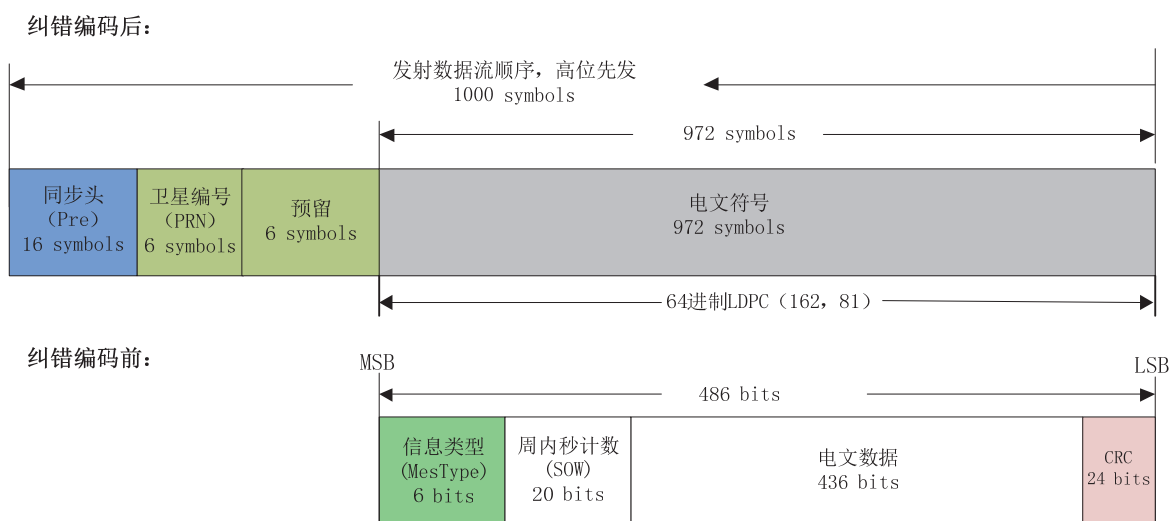 纠错编码后：
发射数据流顺序，高位先发
1000 symbols
972 symbols
同步头
(Pre)
16 symbols
卫星编号
(PRN)
6 symbols
预留
6 symbols
电文符号
972 symbols
64进制LDPC（162，81）
纠错编码前：
MSB
LSB
486 bits
信息类型
(MesType)
6 bits
周内秒计数
(SOW)
20 bits
电文数据
436 bits
CRC
24 bits